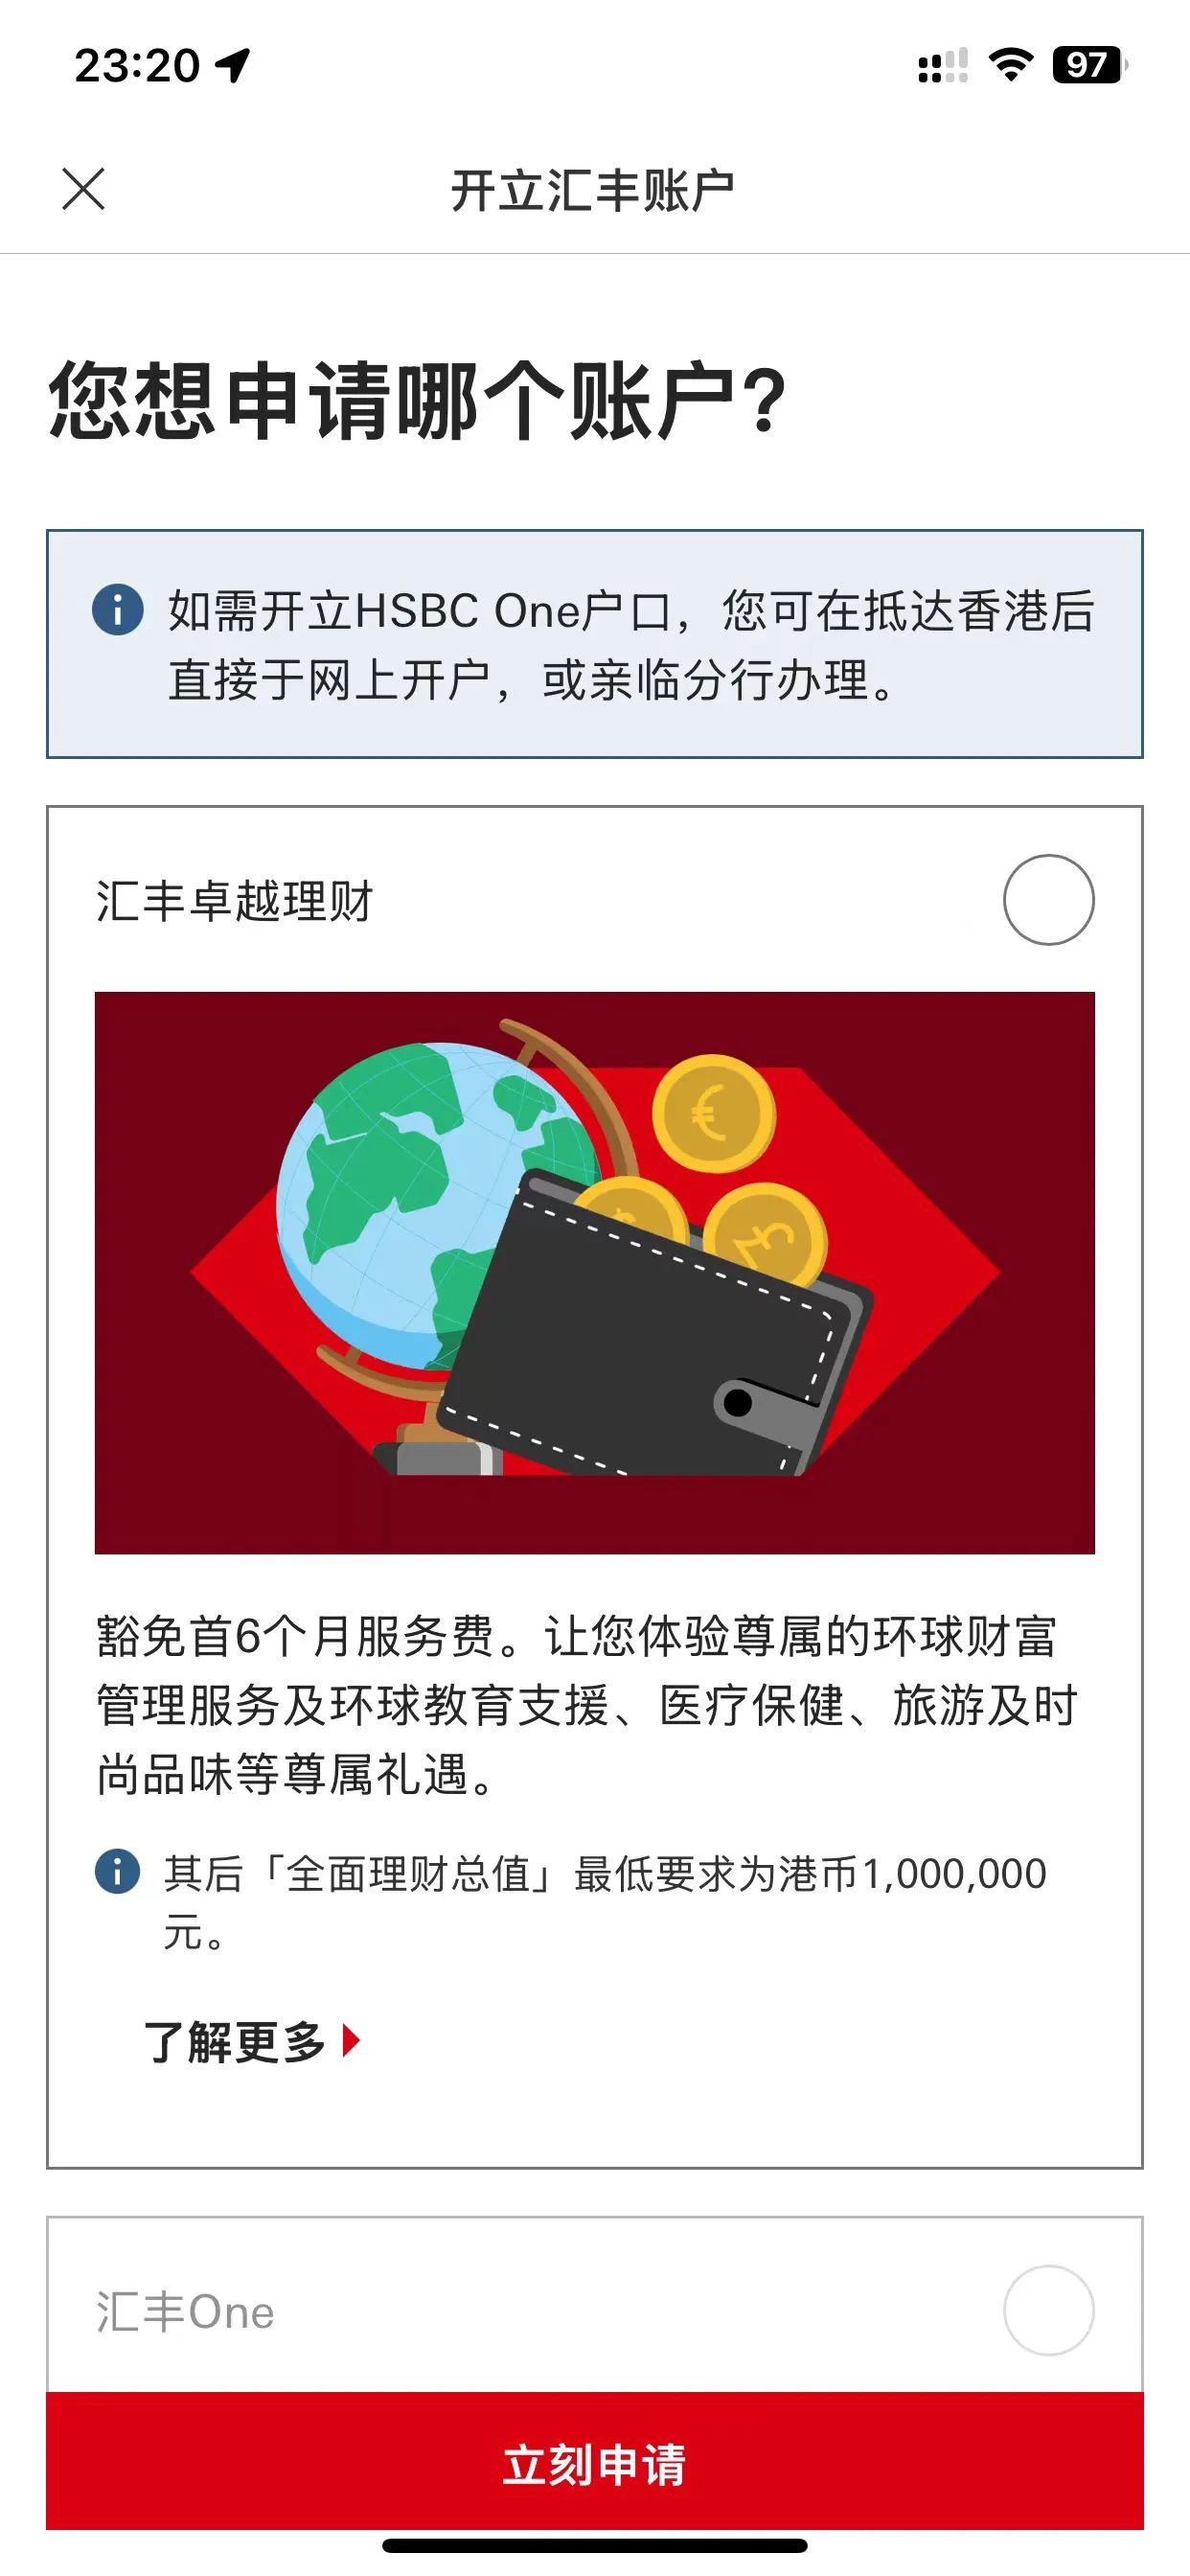 23:20
97
开立汇丰账户
您想申请哪个账户?
如需开立HSBC One户口，您可在抵达香港后
直接于网上开户，或亲临分行办理。
汇丰卓越理财
€
$
£
豁免首6个月服务费。让您体验尊属的环球财富
管理服务及环球教育支援、医疗保健、旅游及时
尚品味等尊属礼遇。
其后「全面理财总值」最低要求为港币1,000,000
元。
了解更多
汇丰One
立刻申请